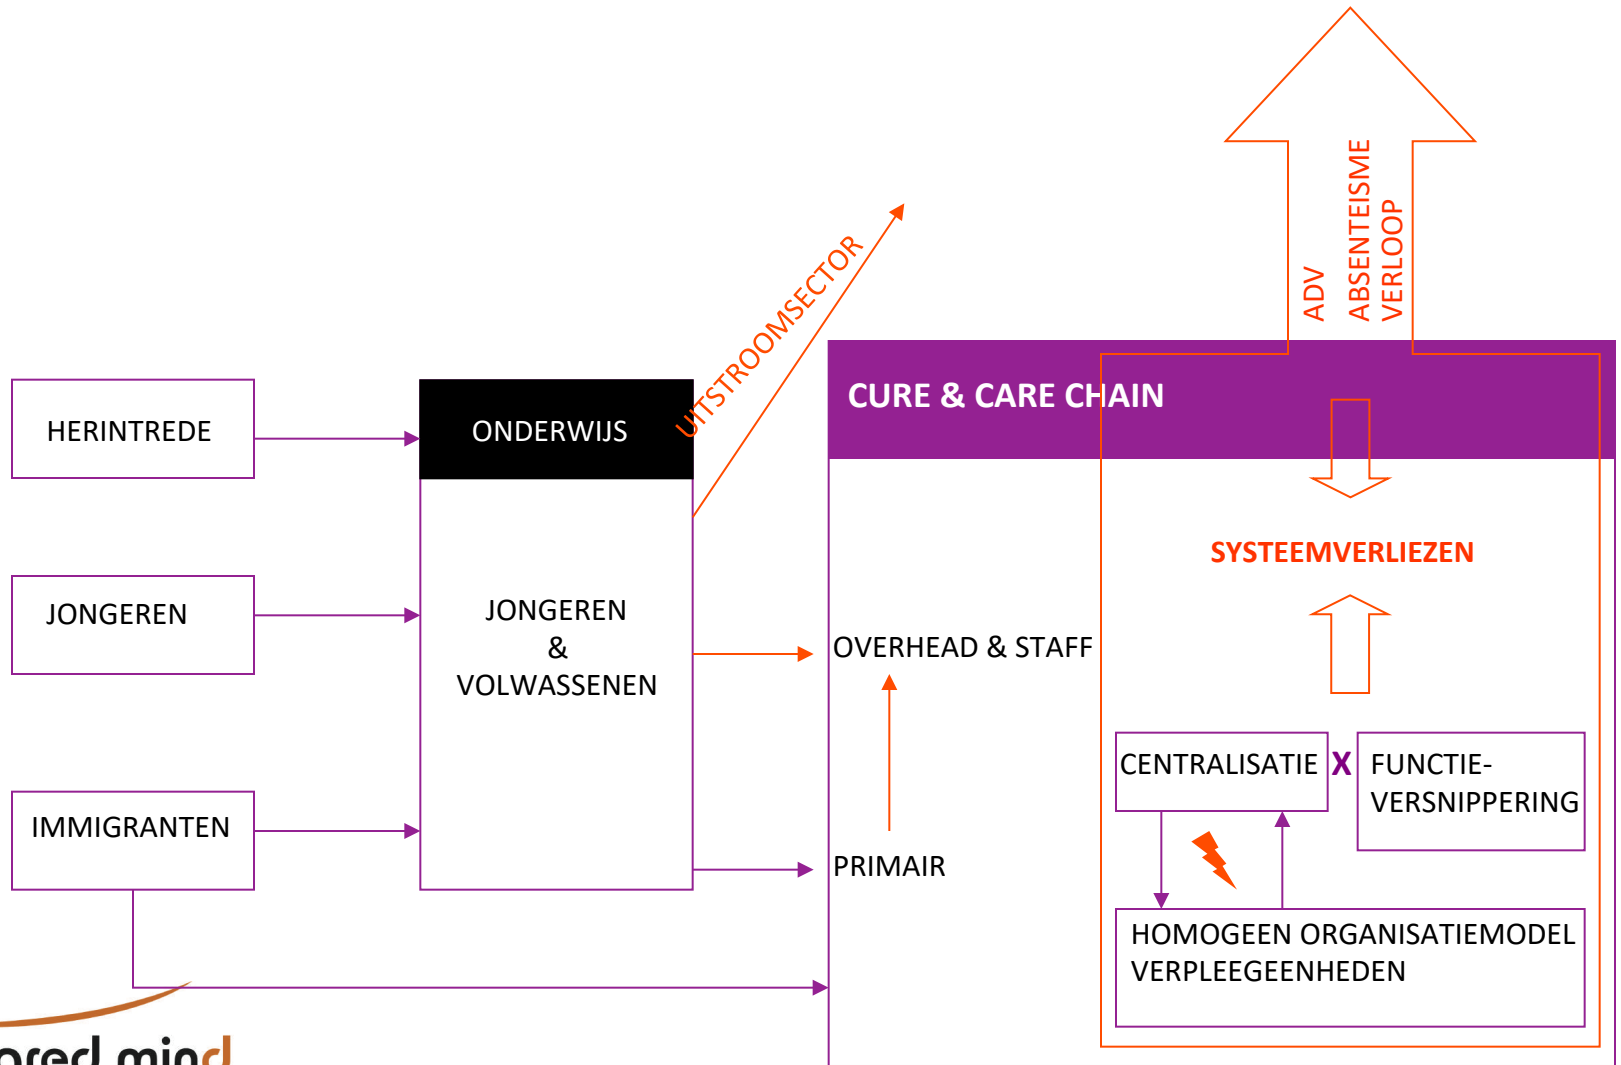 ADV
ABSENTEISME
VERLOOP
UITSTROOMSECTOR
CURE & CARE CHAIN
HERINTREDE
ONDERWIJS
SYSTEEMVERLIEZEN
JONGEREN
JONGEREN
&
VOLWASSENEN
OVERHEAD & STAFF
CENTRALISATIE
X
FUNCTIE-
VERSNIPPERING
IMMIGRANTEN
PRIMAIR
HOMOGEEN ORGANISATIEMODEL
VERPLEEGEENHEDEN
mind